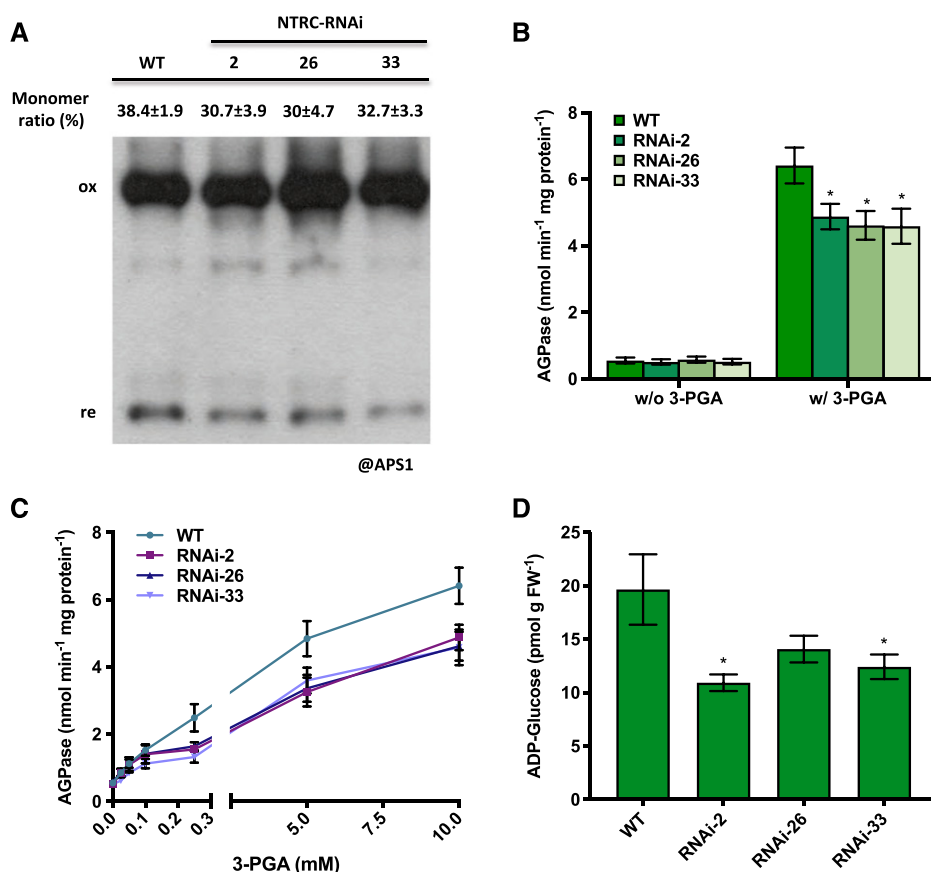 A
NTRC-RNAi
WT 2 26 33
Monomer ratio (%) 38.4±1.9 30.7±3.9 30±4.7 32.7±3.3
ox
re
@APS1
B
AGPase (nmol min⁻¹ mg protein⁻¹)
8
6
4
2
0
WT
RNAi-2
RNAi-26
RNAi-33
* * *
w/o 3-PGA w/ 3-PGA
C
AGPase (nmol min⁻¹ mg protein⁻¹)
8
6
4
2
0
WT
RNAi-2
RNAi-26
RNAi-33
0.0 0.1 0.2 0.3 5.0 7.5 10.0
3-PGA (mM)
D
ADP-Glucose (pmol g FW⁻¹)
25
20
15
10
5
0
* *
WT RNAi-2 RNAi-26 RNAi-33